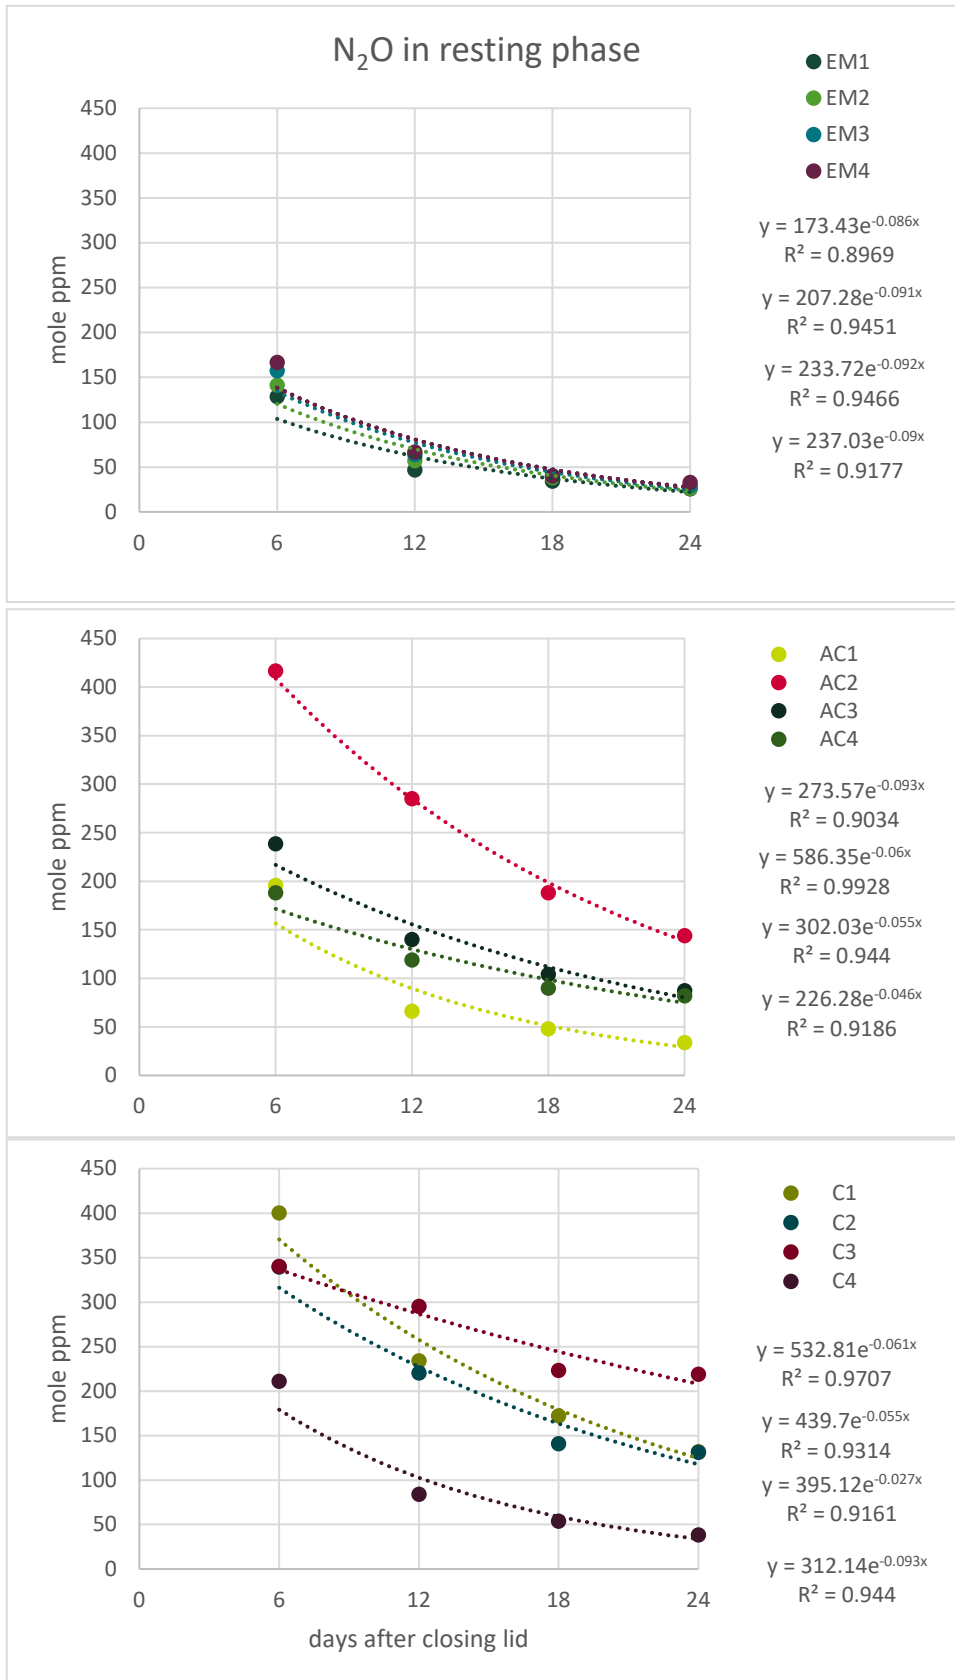 N₂O in resting phase
EM1
EM2
EM3
EM4
450
400
350
300
250
200
150
100
50
0
mole ppm
0 6 12 18 24
y = 173.43e^-0.086x
R² = 0.8969
y = 207.28e^-0.091x
R² = 0.9451
y = 233.72e^-0.092x
R² = 0.9466
y = 237.03e^-0.09x
R² = 0.9177
450
400
350
300
250
200
150
100
50
0
mole ppm
0 6 12 18 24
AC1
AC2
AC3
AC4
y = 273.57e^-0.093x
R² = 0.9034
y = 586.35e^-0.06x
R² = 0.9928
y = 302.03e^-0.055x
R² = 0.944
y = 226.28e^-0.046x
R² = 0.9186
450
400
350
300
250
200
150
100
50
0
mole ppm
0 6 12 18 24
days after closing lid
C1
C2
C3
C4
y = 532.81e^-0.061x
R² = 0.9707
y = 439.7e^-0.055x
R² = 0.9314
y = 395.12e^-0.027x
R² = 0.9161
y = 312.14e^-0.093x
R² = 0.944